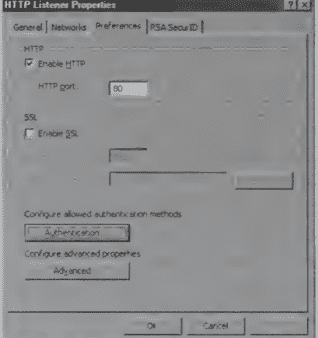 HTTP Listener Properties
General Networks Preferences RSA SecurID
HTTP
Enable HTTP
HTTP port: 80
SSL
Enable SSL
Configure allowed authentication methods
Authentication
Configure advanced properties
Advanced
OK Cancel